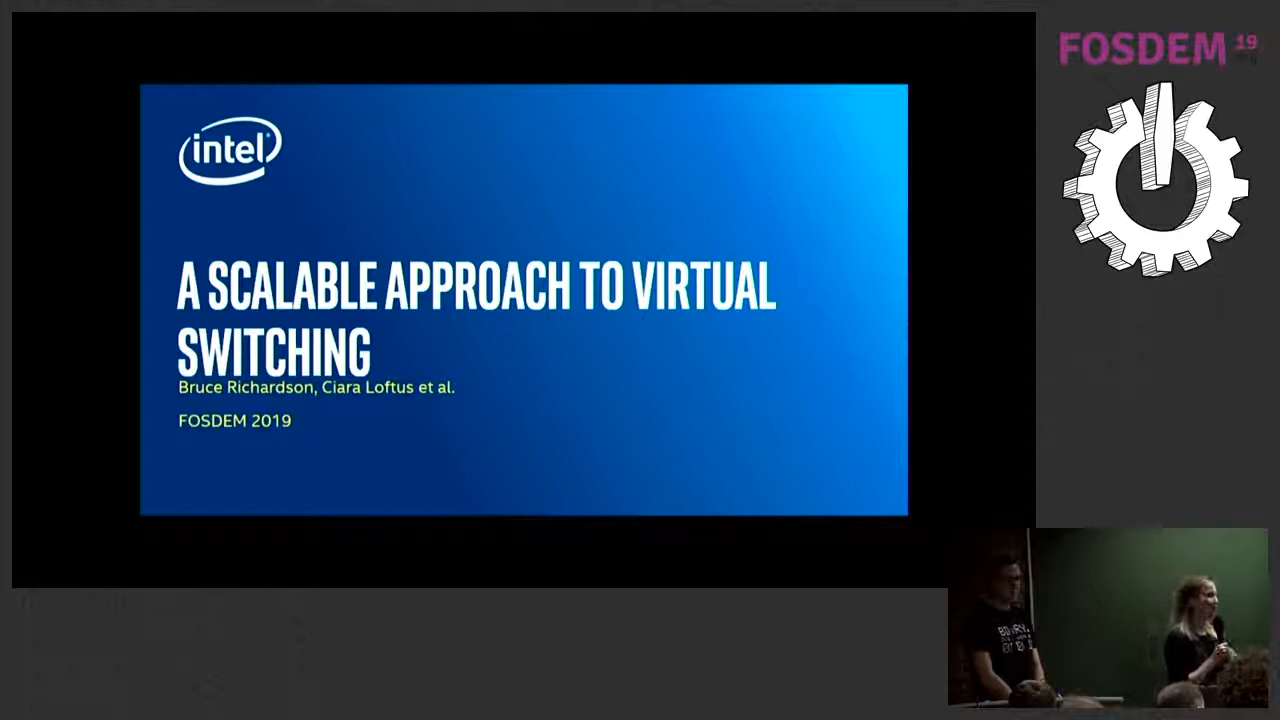 FOSDEM 19
intel
A SCALABLE APPROACH TO VIRTUAL
SWITCHING
Bruce Richardson, Ciara Loftus et al.
FOSDEM 2019